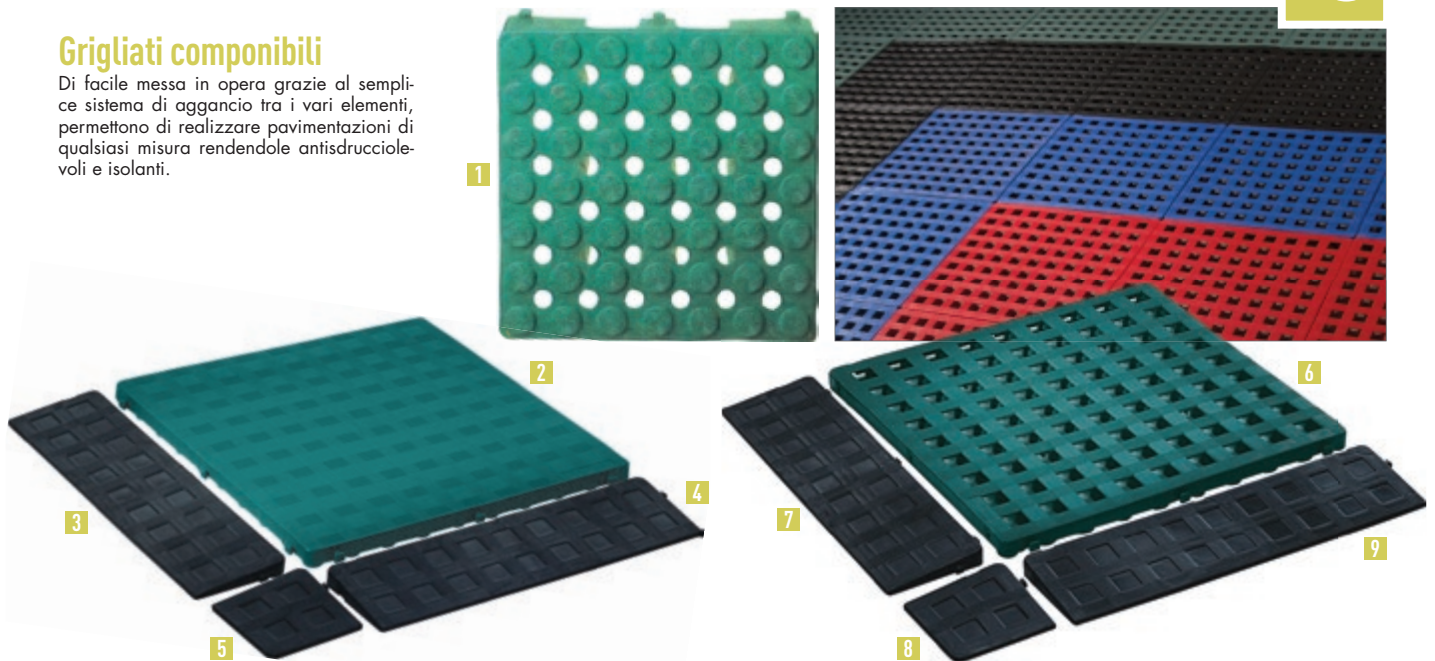 Grigliati componibili
Di facile messa in opera grazie al sempli-
ce sistema di aggancio tra i vari elementi,
permettono di realizzare pavimentazioni di
qualsiasi misura rendendole antisdrucciole-
voli e isolanti.
1
2
6
3
4
7
9
5
8